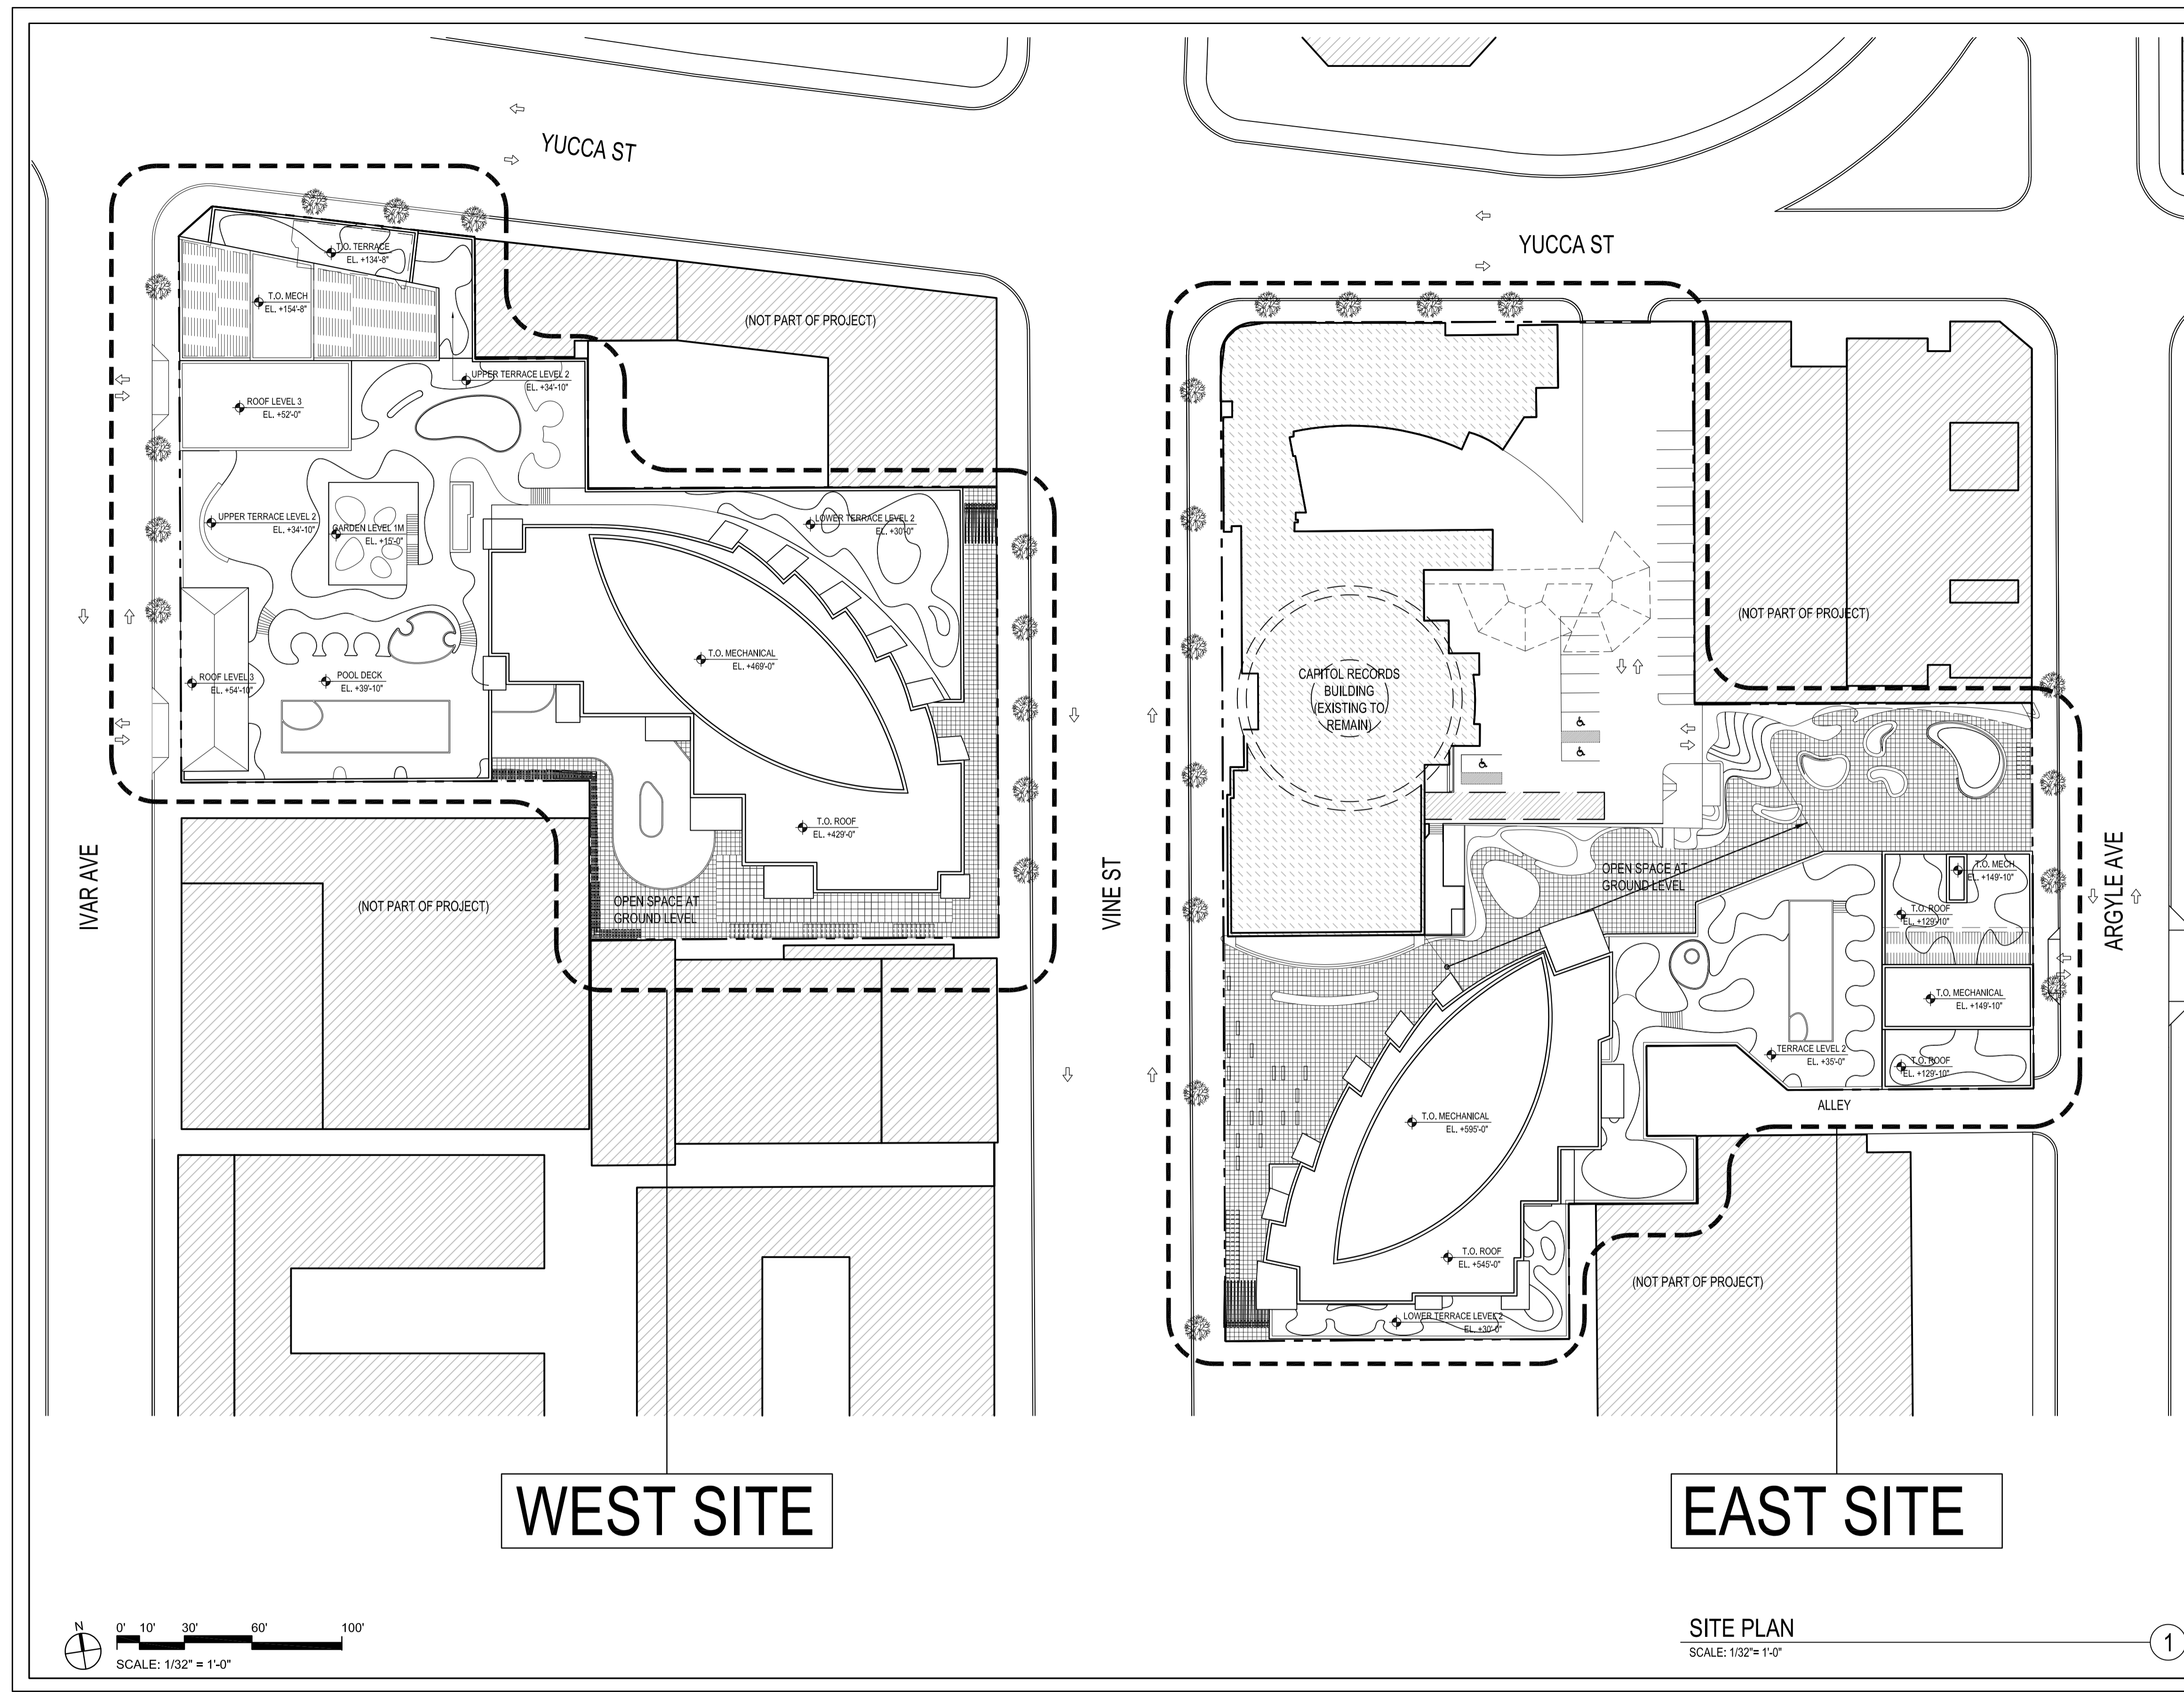 YUCCA ST
T.O. TERRACE
EL. +134'-8"
T.O. MECH
EL. +154'-8"
(NOT PART OF PROJECT)
UPPER TERRACE LEVEL 2
EL. +34'-10"
ROOF LEVEL 3
EL. +52'-0"
UPPER TERRACE LEVEL 2
EL. +34'-10"
GARDEN LEVEL 1M
EL. +15'-0"
LOWER TERRACE LEVEL 2
EL. +30'-0"
T.O. MECHANICAL
EL. +469'-0"
ROOF LEVEL 3
EL. +54'-10"
POOL DECK
EL. +39'-10"
T.O. ROOF
EL. +429'-0"
OPEN SPACE AT
GROUND LEVEL
(NOT PART OF PROJECT)
IVAR AVE
VINE ST
YUCCA ST
(NOT PART OF PROJECT)
CAPITOL RECORDS
BUILDING
(EXISTING TO
REMAIN)
OPEN SPACE AT
GROUND LEVEL
T.O. MECH.
EL. +149'-10"
T.O. ROOF
EL. +129'-10"
T.O. MECHANICAL
EL. +149'-10"
TERRACE LEVEL 2
EL. +35'-0"
T.O. ROOF
EL. +129'-10"
ALLEY
ARGYLE AVE
T.O. MECHANICAL
EL. +595'-0"
T.O. ROOF
EL. +545'-0"
(NOT PART OF PROJECT)
LOWER TERRACE LEVEL 2
EL. +30'-0"
WEST SITE
EAST SITE
N
0' 10' 30' 60' 100'
SCALE: 1/32" = 1'-0"
SITE PLAN
SCALE: 1/32"= 1'-0"
1